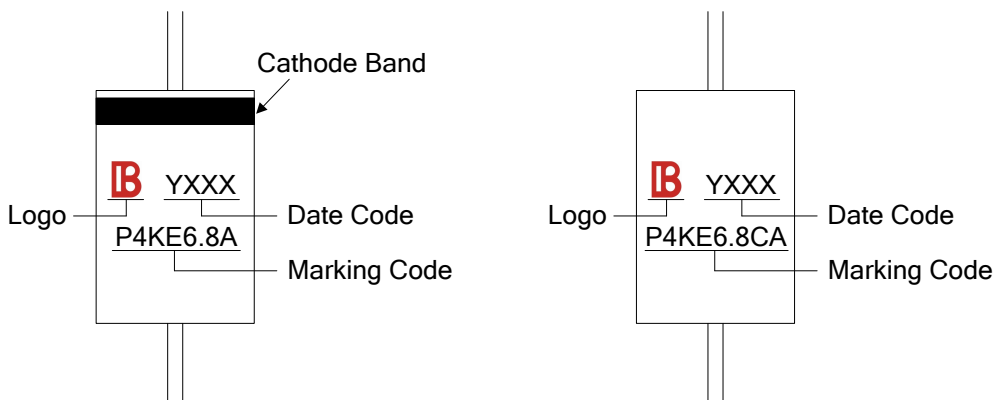 Cathode Band
B YXXX
Logo
Date Code
P4KE6.8A
Marking Code
B YXXX
Logo
Date Code
P4KE6.8CA
Marking Code